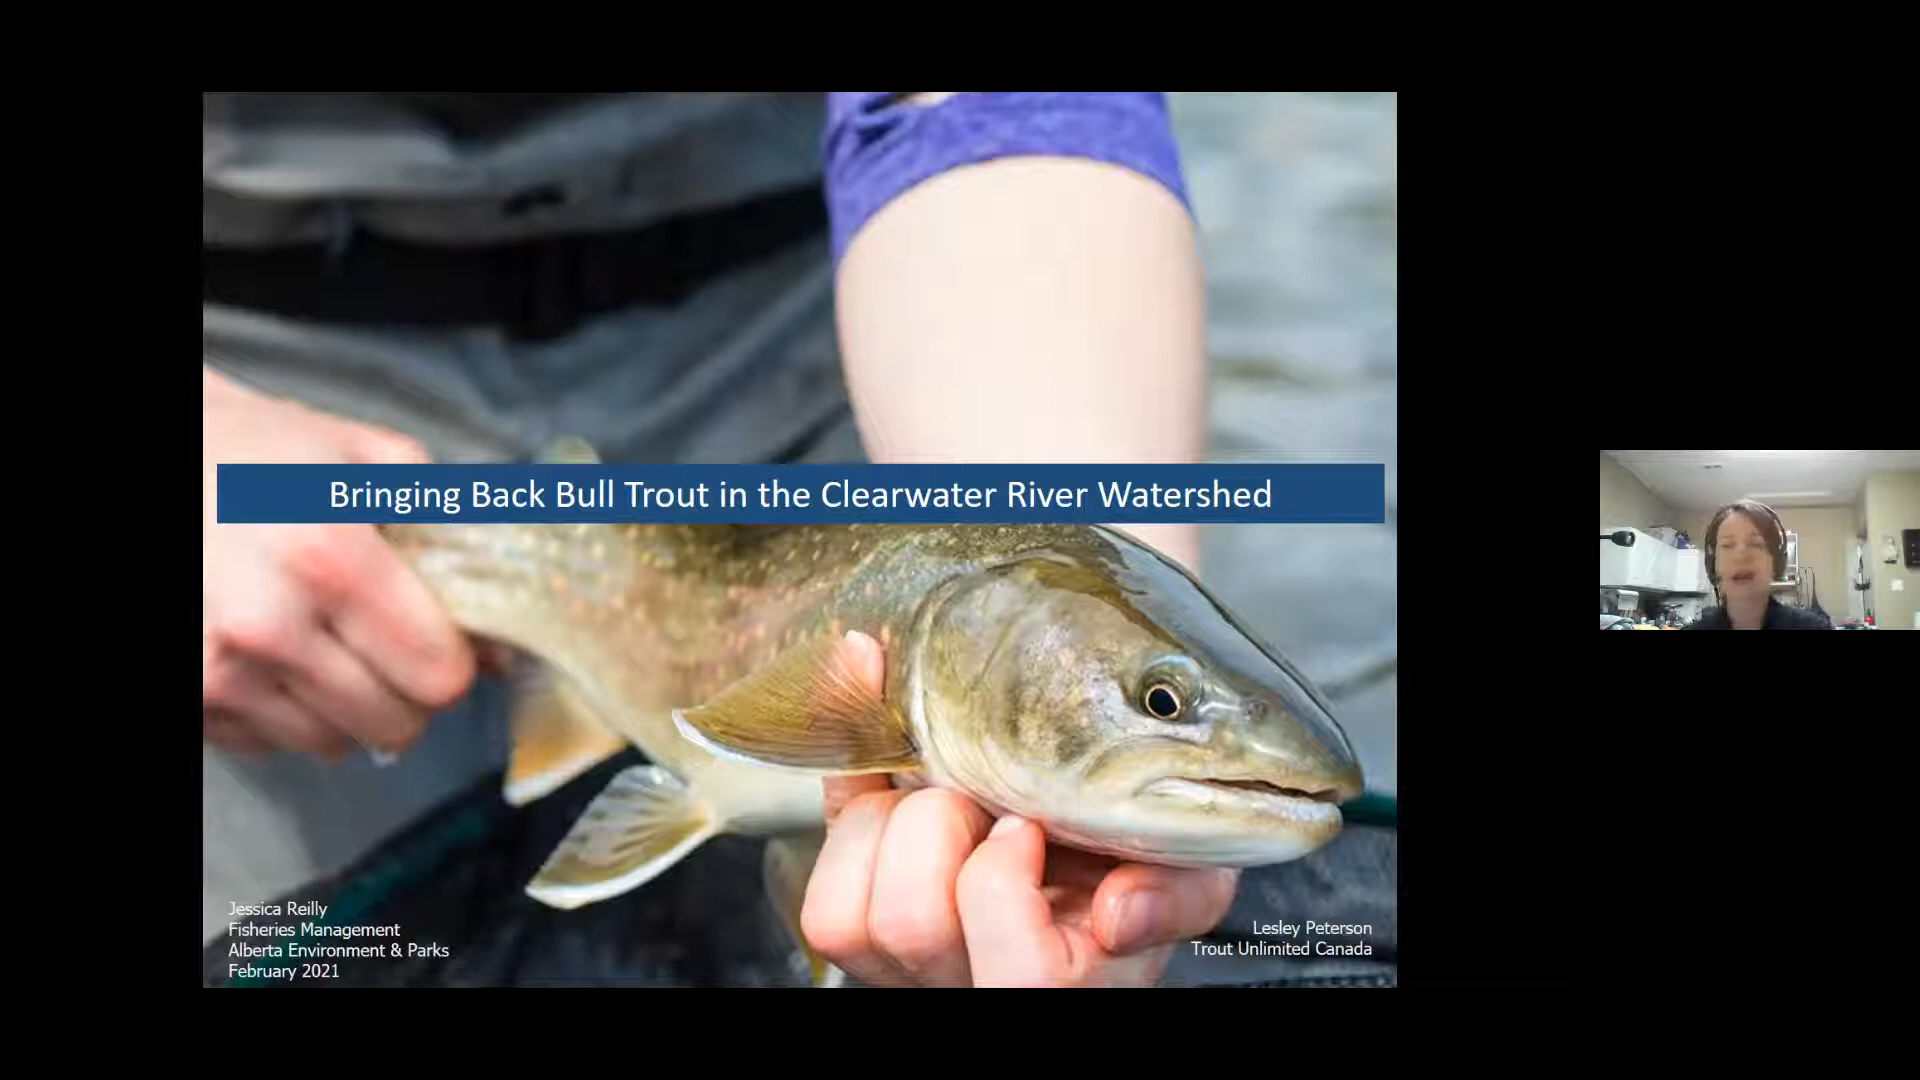 Bringing Back Bull Trout in the Clearwater River Watershed
Jessica Reilly
Fisheries Management
Alberta Environment & Parks
February 2021
Lesley Peterson
Trout Unlimited Canada